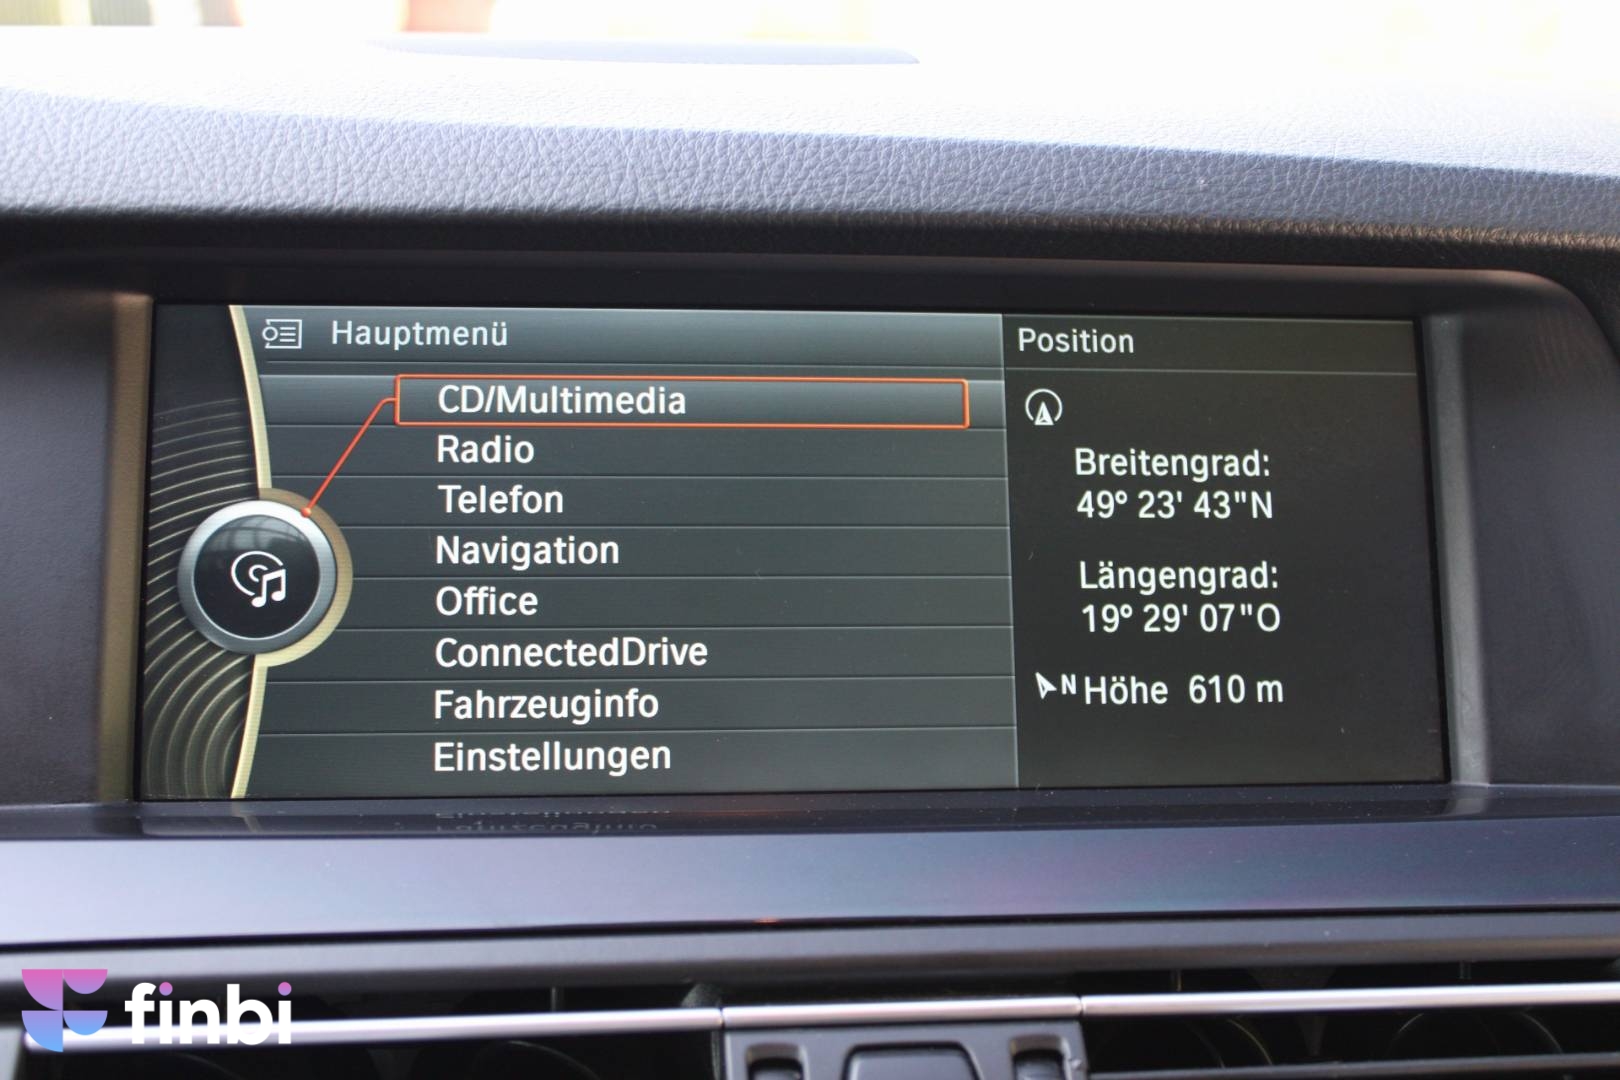 Hauptmenü
CD/Multimedia
Radio
Telefon
Navigation
Office
ConnectedDrive
Fahrzeuginfo
Einstellungen
Position
Breitengrad:
49° 23' 43"N
Längengrad:
19° 29' 07"O
N Höhe 610 m
finbi